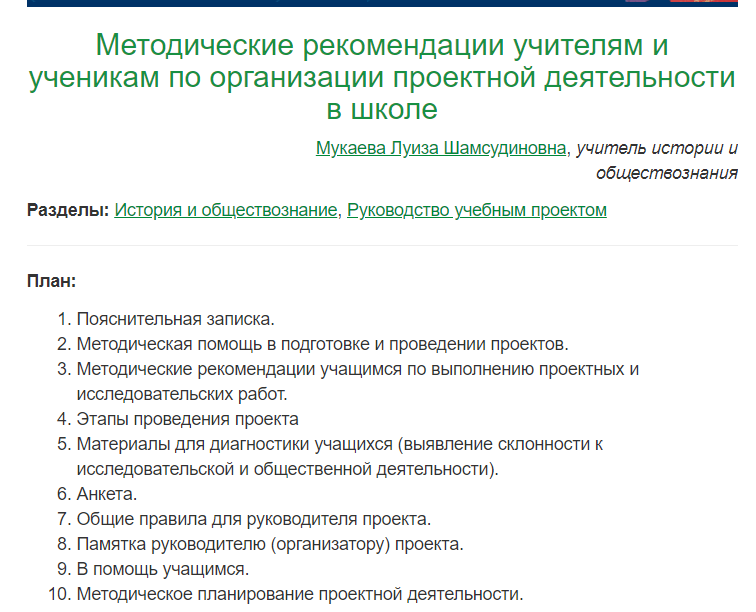 Методические рекомендации учителям и
ученикам по организации проектной деятельности
в школе
Мукаева Луиза Шамсудиновна, учитель истории и
обществознания
Разделы: История и обществознание, Руководство учебным проектом
План:
1. Пояснительная записка.
2. Методическая помощь в подготовке и проведении проектов.
3. Методические рекомендации учащимся по выполнению проектных и
исследовательских работ.
4. Этапы проведения проекта
5. Материалы для диагностики учащихся (выявление склонности к
исследовательской и общественной деятельности).
6. Анкета.
7. Общие правила для руководителя проекта.
8. Памятка руководителю (организатору) проекта.
9. В помощь учащимся.
10. Методическое планирование проектной деятельности.